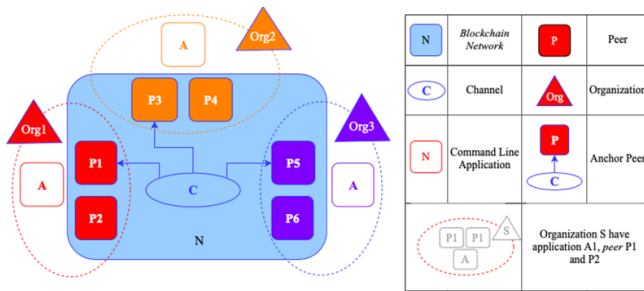 A
Org2
P3
P4
Org1
Org3
P1
P5
A
C
A
P2
P6
N
N
Blockchain
Network
P
Peer
C
Channel
Org
Organization
N
Command Line
Application
P
C
Anchor Peer
P1
P1
S
A
Organization S have
application A1, peer P1
and P2